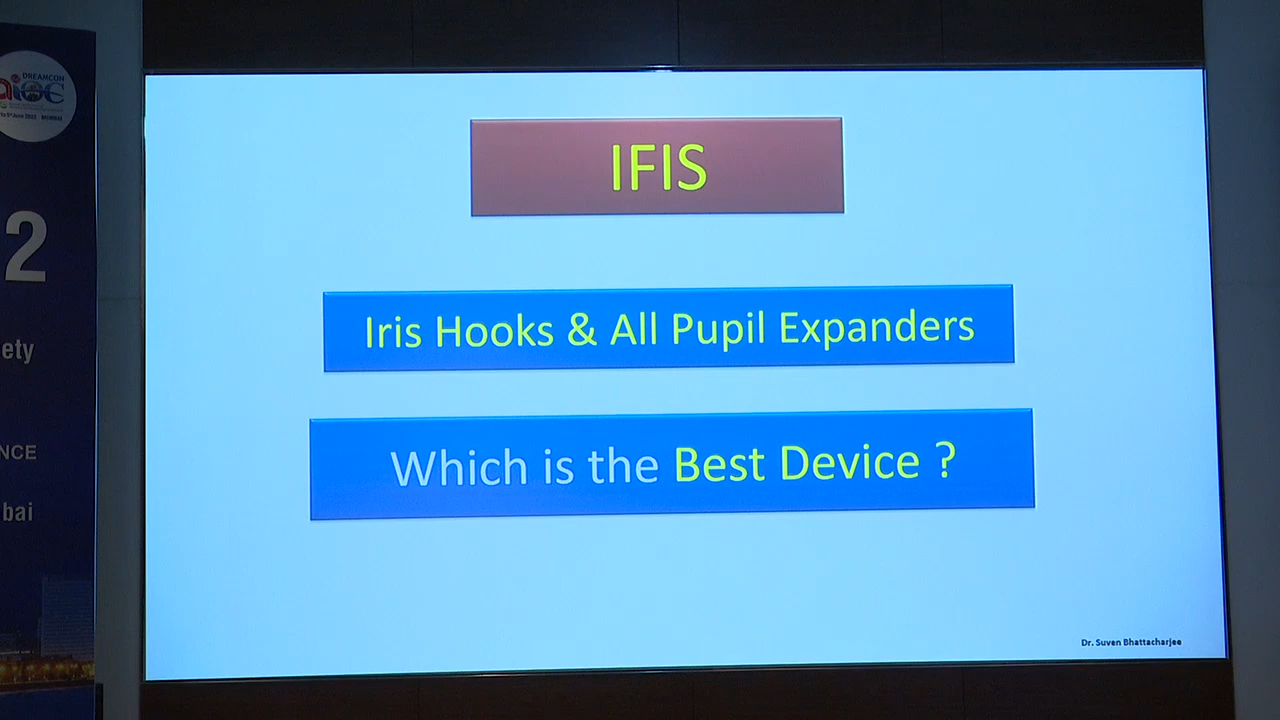 DREAMCON
aioc
2
ety
NCE
bai
IFIS
Iris Hooks & All Pupil Expanders
Which is the Best Device ?
Dr. Suven Bhattacharjee